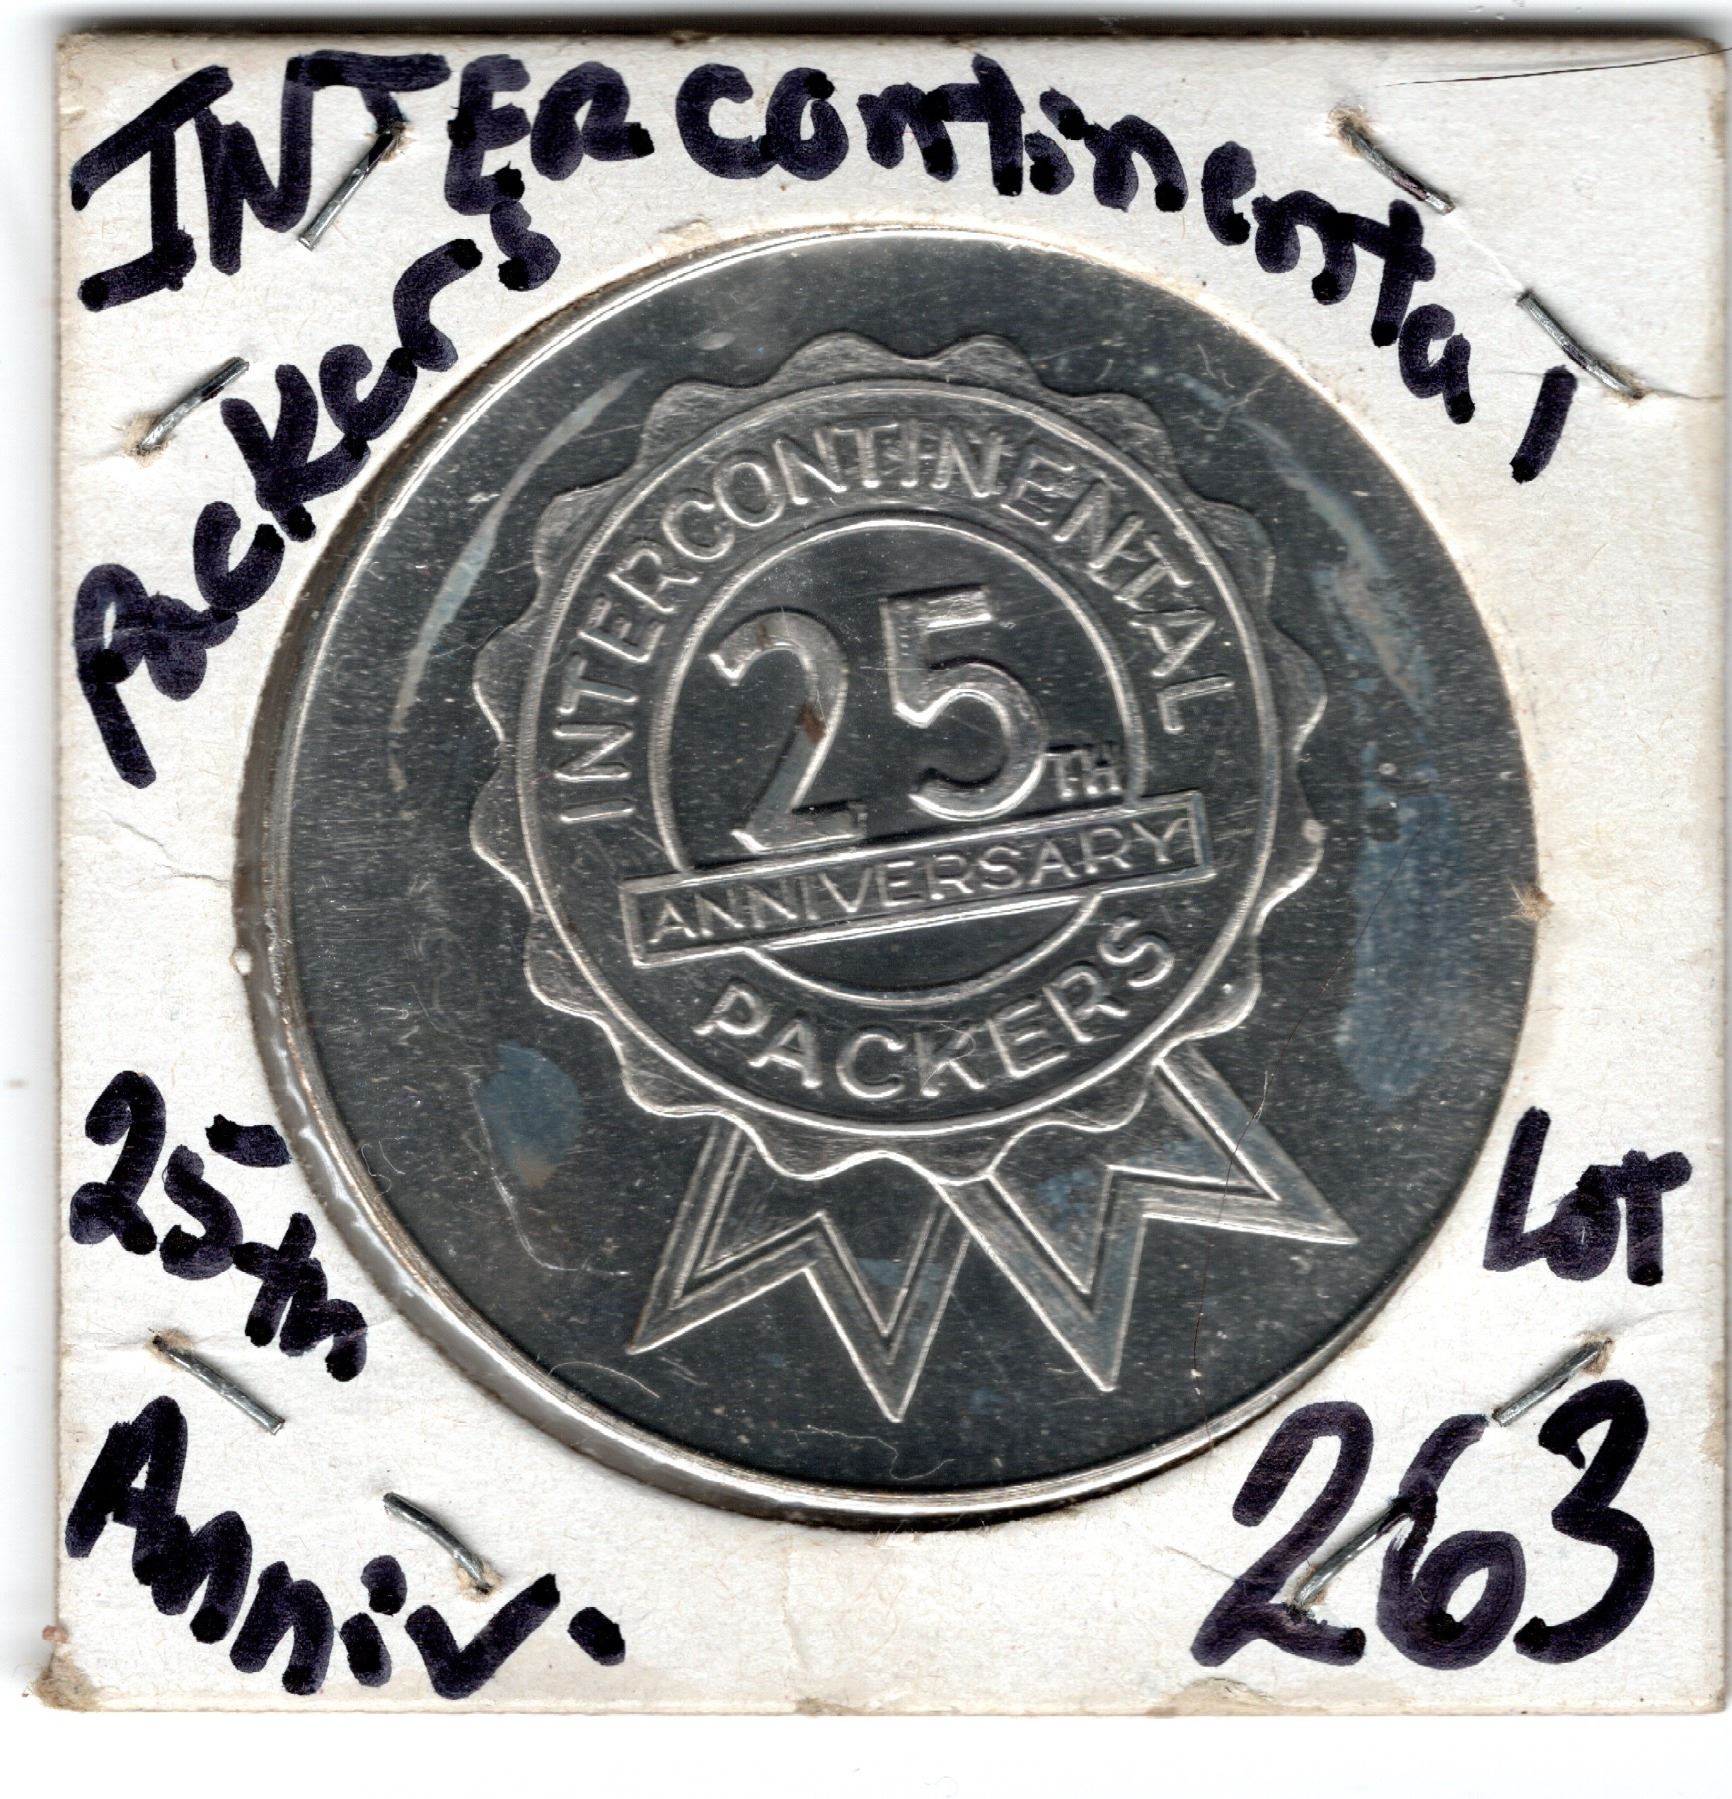 INTERcontinental
Packers
INTERCONTINENTAL
25TH
ANNIVERSARY
PACKERS
25th
Anniv.
Lot
263